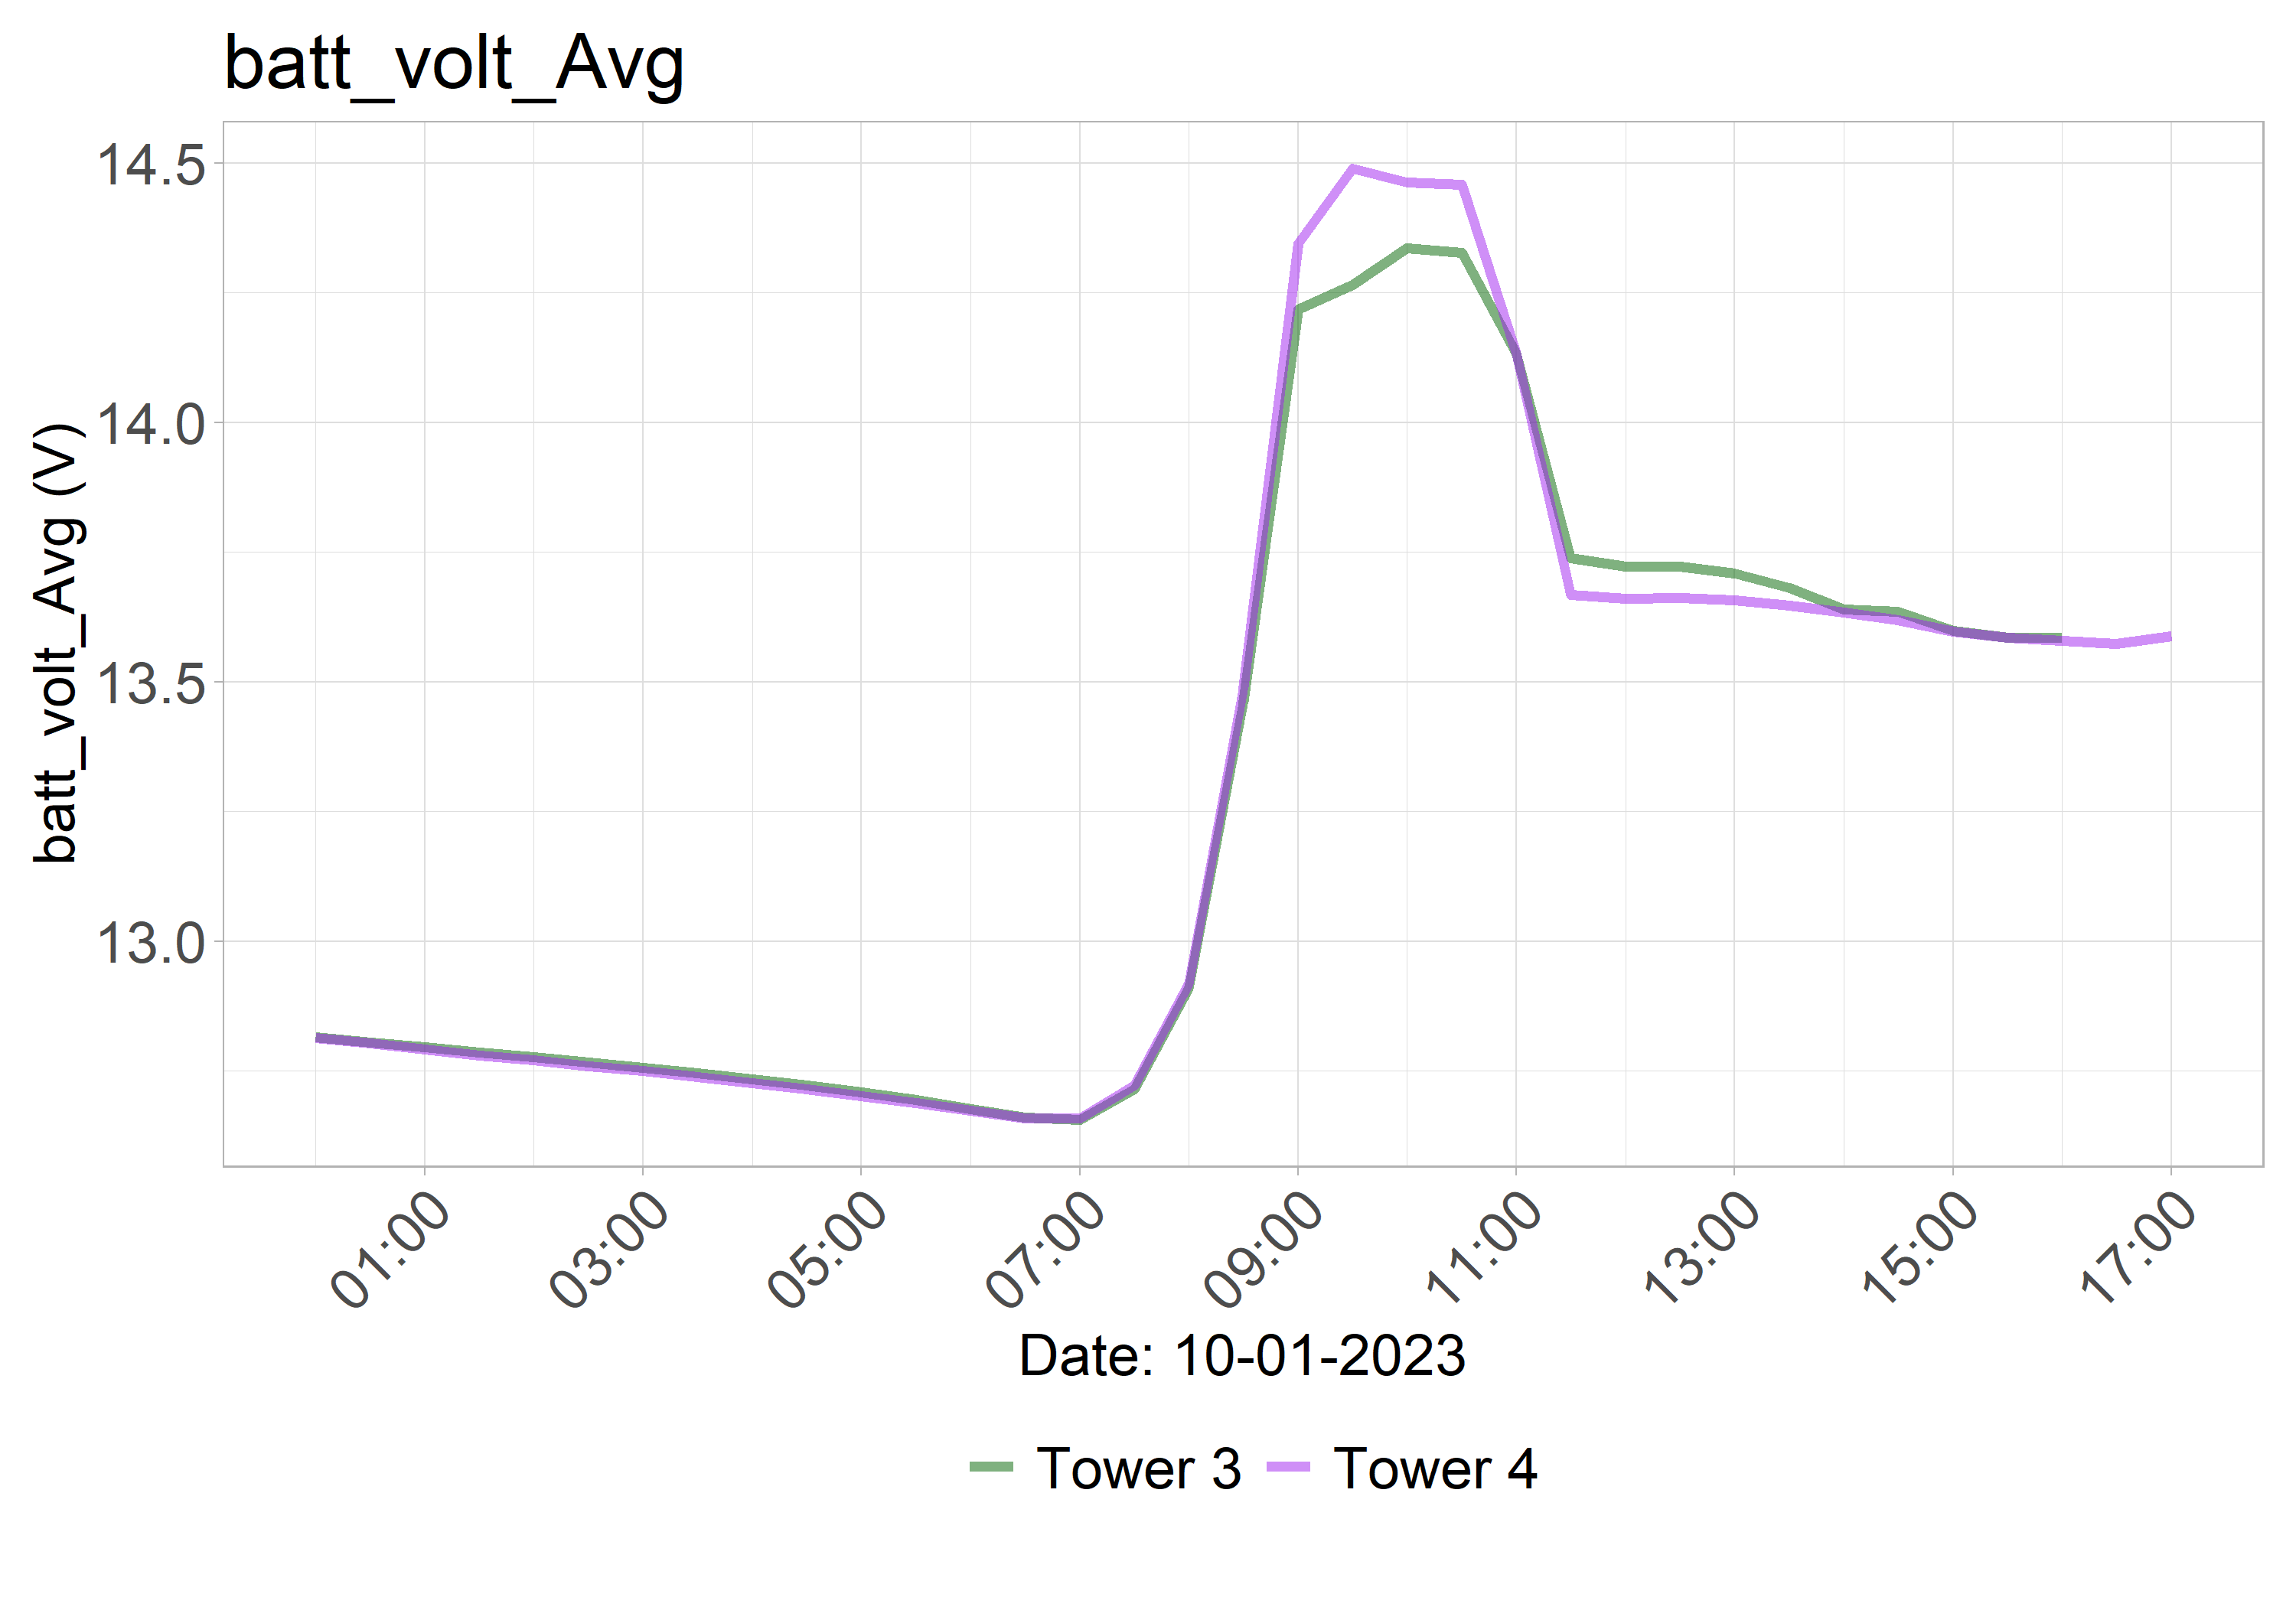 batt_volt_Avg
batt_volt_Avg (V)
14.5
14.0
13.5
13.0
01:00 03:00 05:00 07:00 09:00 11:00 13:00 15:00 17:00
Date: 10-01-2023
Tower 3 Tower 4